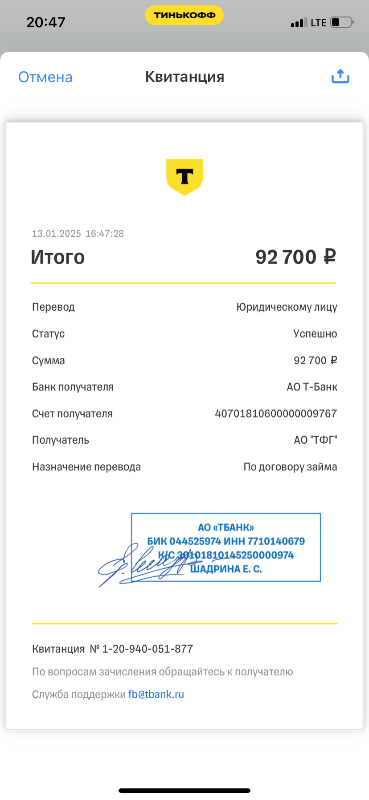 20:47
ТИНЬКОФФ
LTE
Отмена
Квитанция
Т
13.01.2025 16:47:28
Итого 92 700 ₽
Перевод Юридическому лицу
Статус Успешно
Сумма 92 700 ₽
Банк получателя АО Т-Банк
Счет получателя 40701810600000009767
Получатель АО "ТФГ"
Назначение перевода По договору займа
АО «ТБАНК»
БИК 044525974 ИНН 7710140679
К/С 30101810145250000974
ШАДРИНА Е. С.
Квитанция № 1-20-940-051-877
По вопросам зачисления обращайтесь к получателю
Служба поддержки fb@tbank.ru